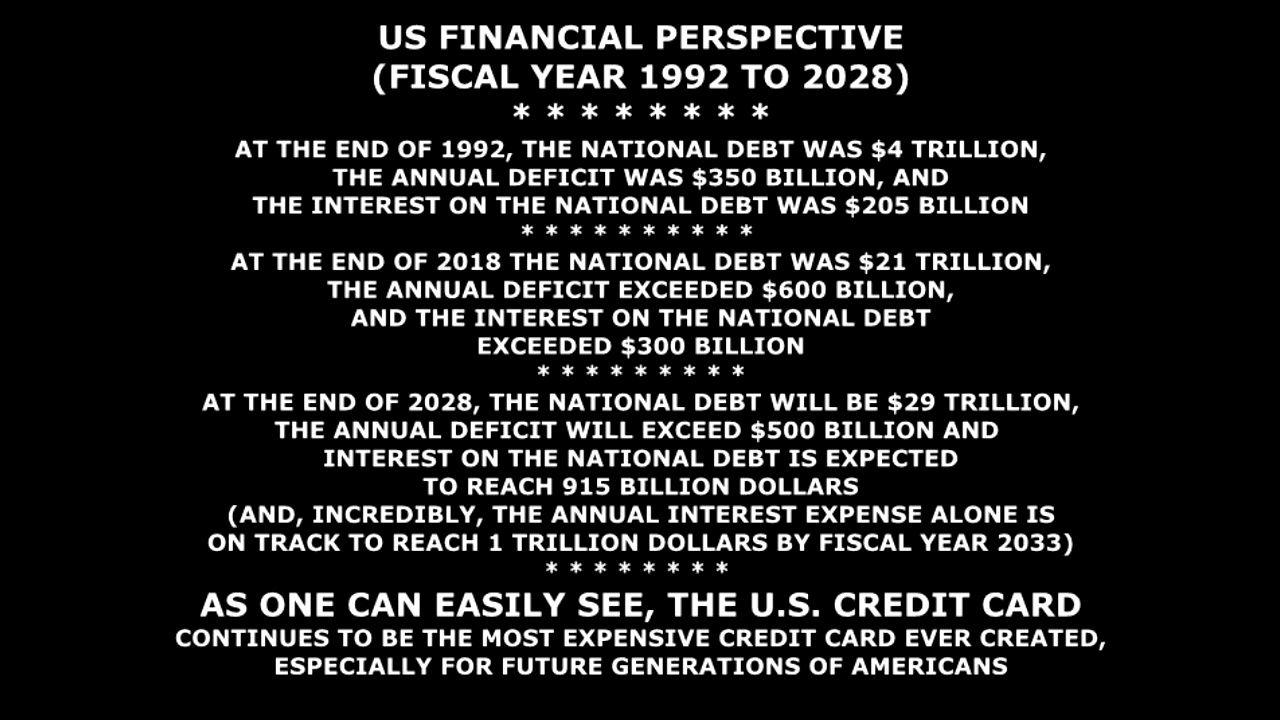 US FINANCIAL PERSPECTIVE
(FISCAL YEAR 1992 TO 2028)
* * * * * * * *
AT THE END OF 1992, THE NATIONAL DEBT WAS $4 TRILLION,
THE ANNUAL DEFICIT WAS $350 BILLION, AND
THE INTEREST ON THE NATIONAL DEBT WAS $205 BILLION
* * * * * * * * * *
AT THE END OF 2018 THE NATIONAL DEBT WAS $21 TRILLION,
THE ANNUAL DEFICIT EXCEEDED $600 BILLION,
AND THE INTEREST ON THE NATIONAL DEBT
EXCEEDED $300 BILLION
* * * * * * * * *
AT THE END OF 2028, THE NATIONAL DEBT WILL BE $29 TRILLION,
THE ANNUAL DEFICIT WILL EXCEED $500 BILLION AND
INTEREST ON THE NATIONAL DEBT IS EXPECTED
TO REACH 915 BILLION DOLLARS
(AND, INCREDIBLY, THE ANNUAL INTEREST EXPENSE ALONE IS
ON TRACK TO REACH 1 TRILLION DOLLARS BY FISCAL YEAR 2033)
* * * * * * * *
AS ONE CAN EASILY SEE, THE U.S. CREDIT CARD
CONTINUES TO BE THE MOST EXPENSIVE CREDIT CARD EVER CREATED,
ESPECIALLY FOR FUTURE GENERATIONS OF AMERICANS